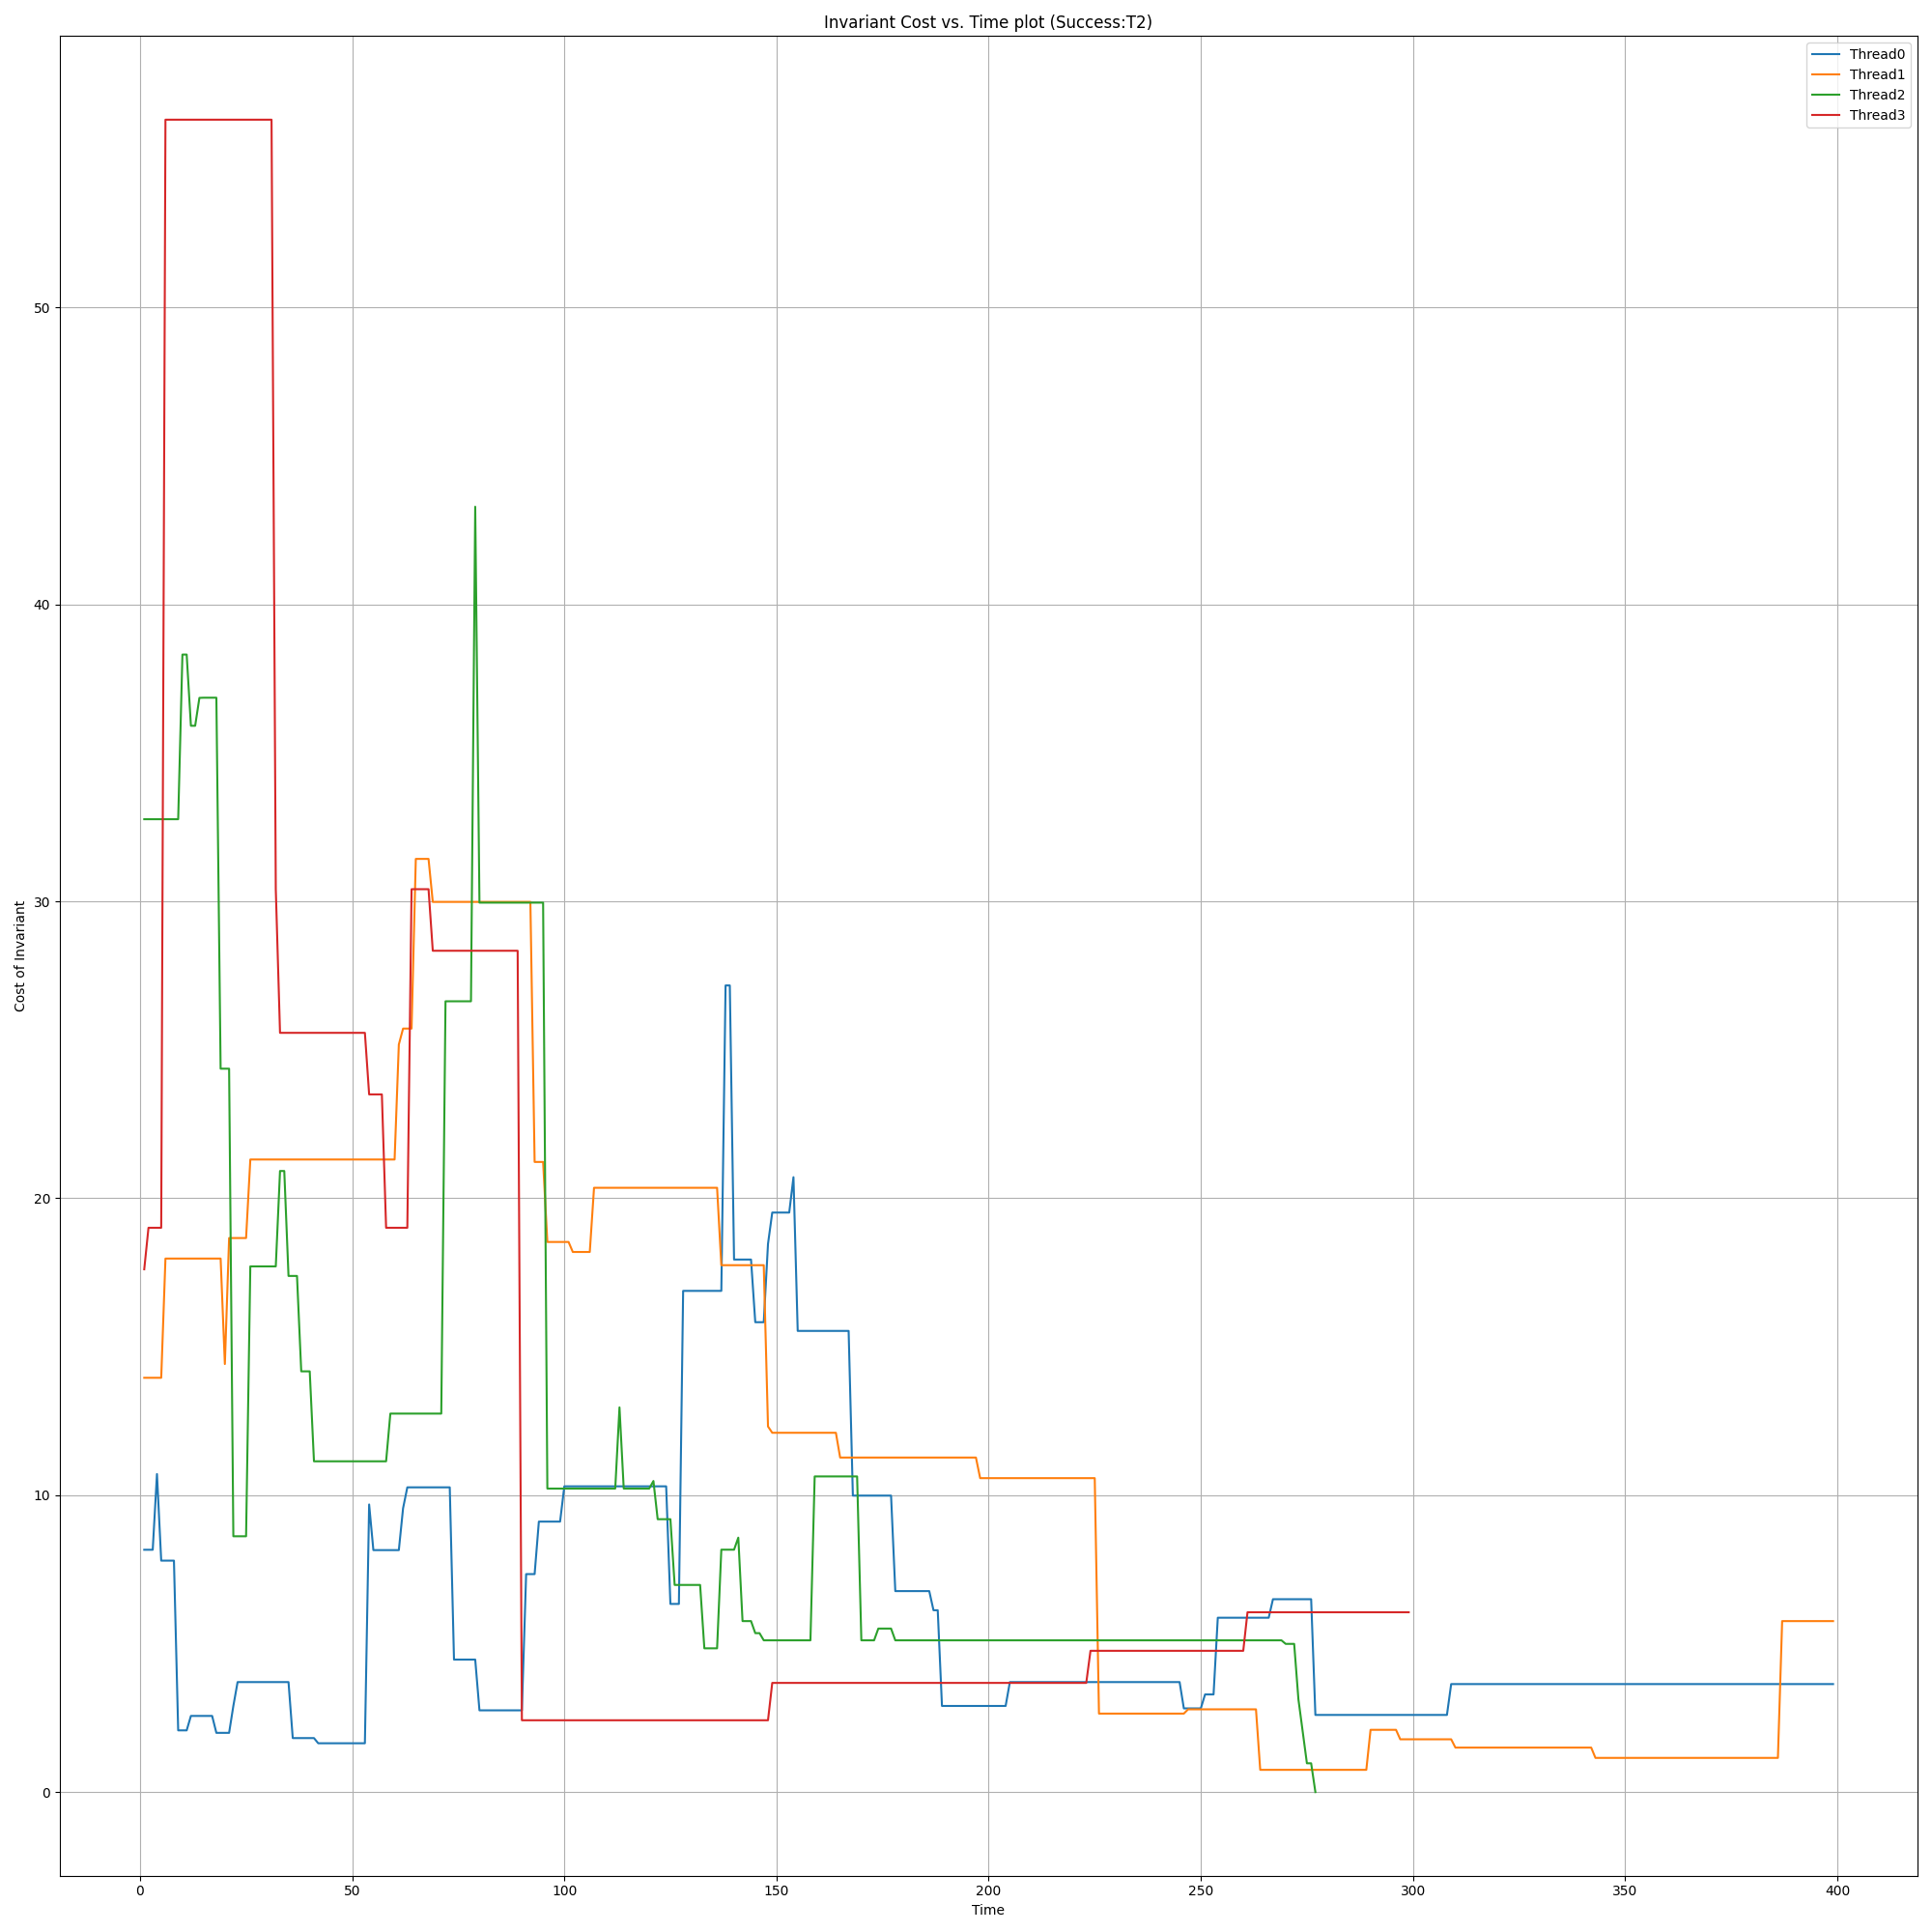 Invariant Cost vs. Time plot (Success:T2)
Thread0
Thread1
Thread2
Thread3
50
40
30
20
10
0
Cost of Invariant
0 50 100 150 200 250 300 350 400
Time